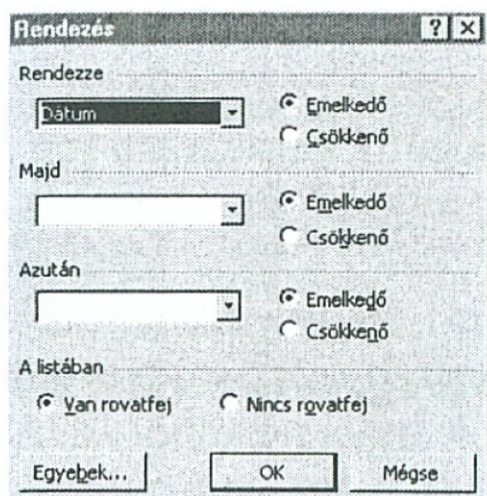 Rendezés
Rendezze
Dátum
Emelkedő
Csökkenő
Majd
Emelkedő
Csökkenő
Azután
Emelkedő
Csökkenő
A listában
Van rovatfej Nincs rovatfej
Egyebek... OK Mégse